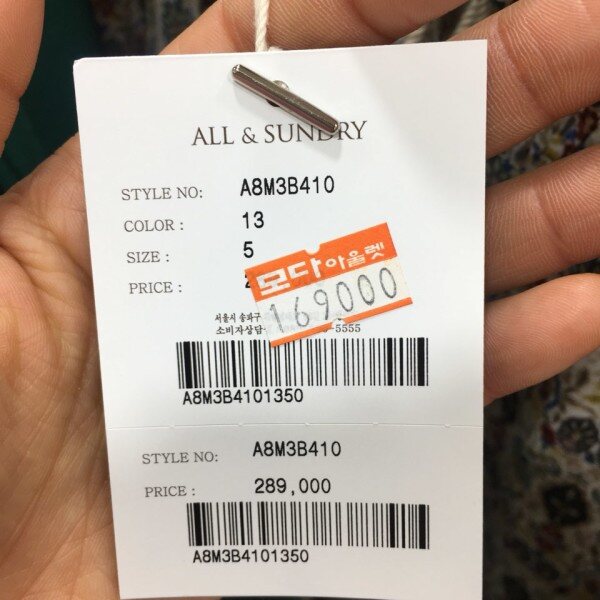 ALL & SUNDRY
STYLE NO: A8M3B410
COLOR : 13
SIZE : 5
PRICE :
모다아울렛
169000
서울시 송파구
소비자상담 -5555
A8M3B4101350
STYLE NO: A8M3B410
PRICE : 289,000
A8M3B4101350